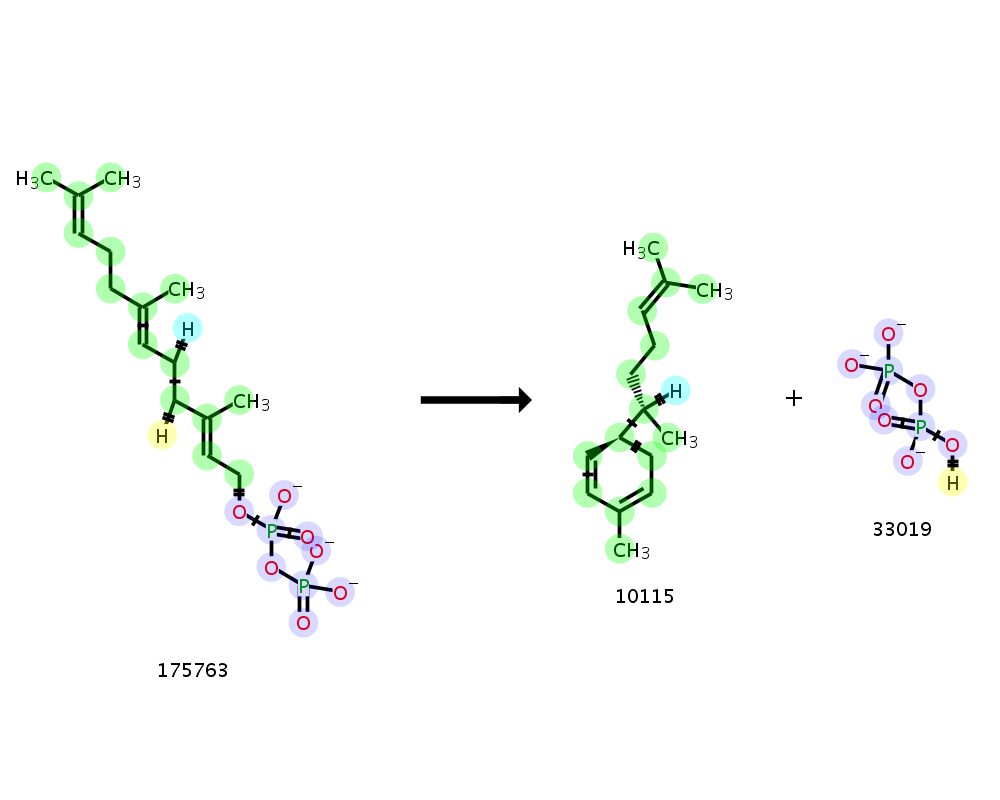 H₃C CH₃
CH₃
H
CH₃
H
O O⁻
P O
O O⁻
P O⁻
O
175763
H₃C
CH₃
H
CH₃
CH₃
10115
+
O⁻
O⁻ P
O O
O P O
O⁻ H
33019